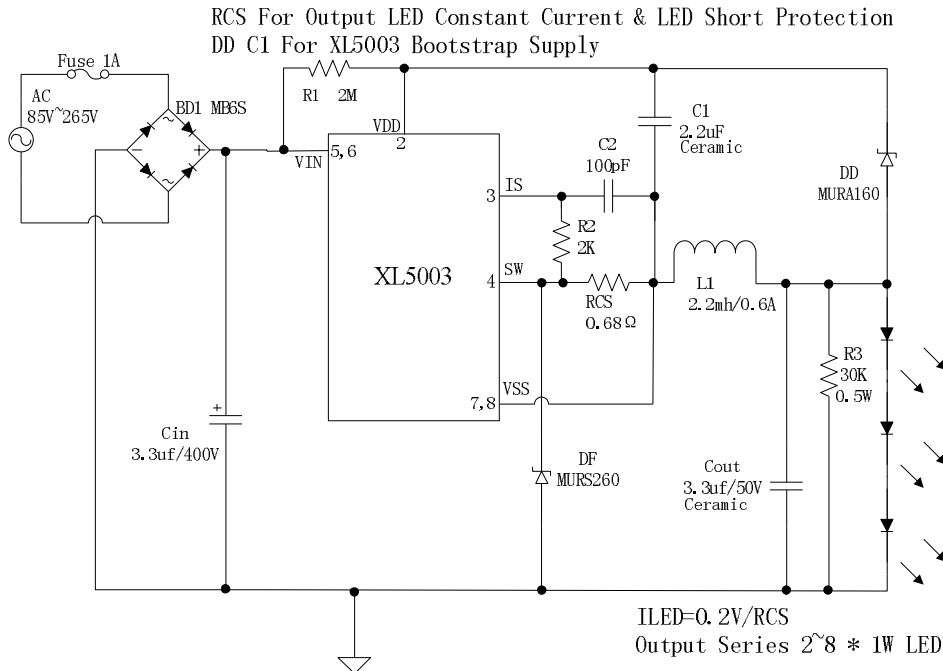 RCS For Output LED Constant Current & LED Short Protection
DD C1 For XL5003 Bootstrap Supply
Fuse 1A
AC
85V~265V
BD1 MB6S
R1 2M
C1
2.2uF
Ceramic
VDD
2
VIN
5,6
C2
100pF
3
IS
R2
2K
DD
MURA160
XL5003
4
SW
RCS
0.68Ω
L1
2.2mh/0.6A
R3
30K
0.5W
VSS
7,8
Cin
3.3uf/400V
DF
MURS260
Cout
3.3uf/50V
Ceramic
ILED=0.2V/RCS
Output Series 2~8 * 1W LED